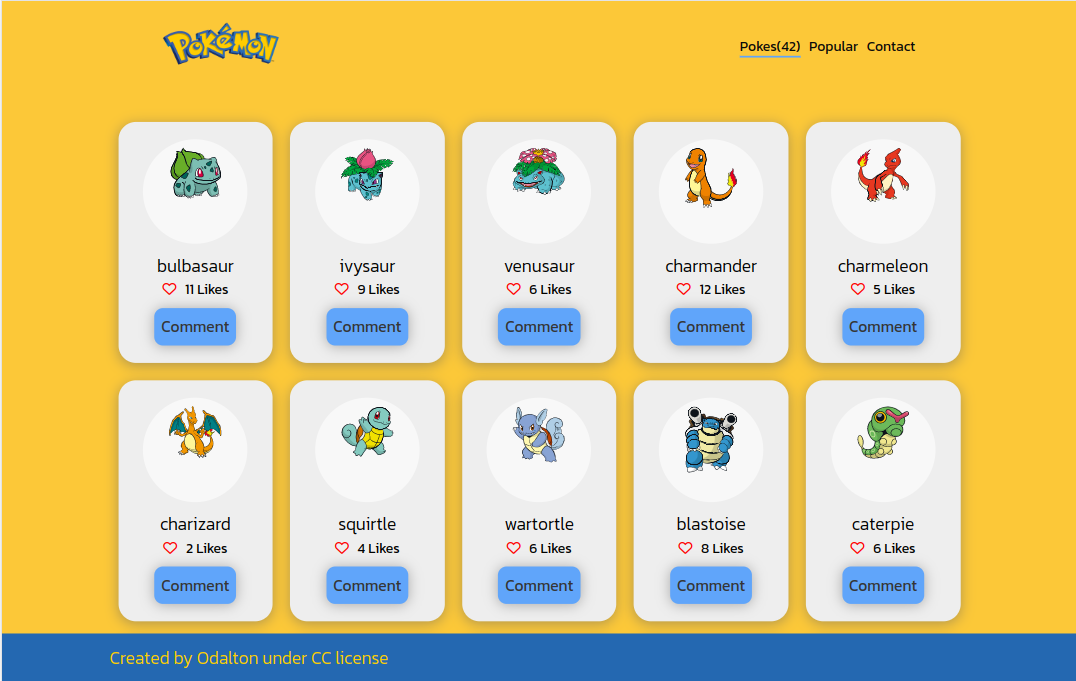 Pokémon
Pokes(42) Popular Contact
bulbasaur ivysaur venusaur charmander charmeleon
11 Likes 9 Likes 6 Likes 12 Likes 5 Likes
Comment Comment Comment Comment Comment
charizard squirtle wartortle blastoise caterpie
2 Likes 4 Likes 6 Likes 8 Likes 6 Likes
Comment Comment Comment Comment Comment
Created by Odalton under CC license